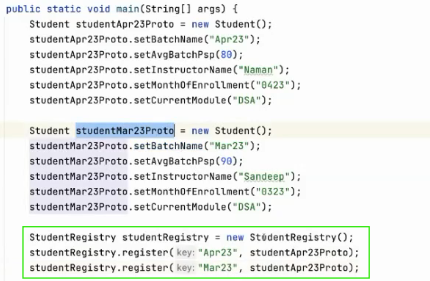 public static void main(String[] args) {
Student studentApr23Proto = new Student();
studentApr23Proto.setBatchName("Apr23");
studentApr23Proto.setAvgBatchPsp(80);
studentApr23Proto.setInstructorName("Naman");
studentApr23Proto.setMonthOfEnrollment("0423");
studentApr23Proto.setCurrentModule("DSA");
Student studentMar23Proto = new Student();
studentMar23Proto.setBatchName("Mar23");
studentMar23Proto.setAvgBatchPsp(90);
studentMar23Proto.setInstructorName("Sandeep");
studentMar23Proto.setMonthOfEnrollment("0323");
studentMar23Proto.setCurrentModule("DSA");
StudentRegistry studentRegistry = new StudentRegistry();
studentRegistry.register( key: "Apr23", studentApr23Proto);
studentRegistry.register( key: "Mar23", studentApr23Proto);